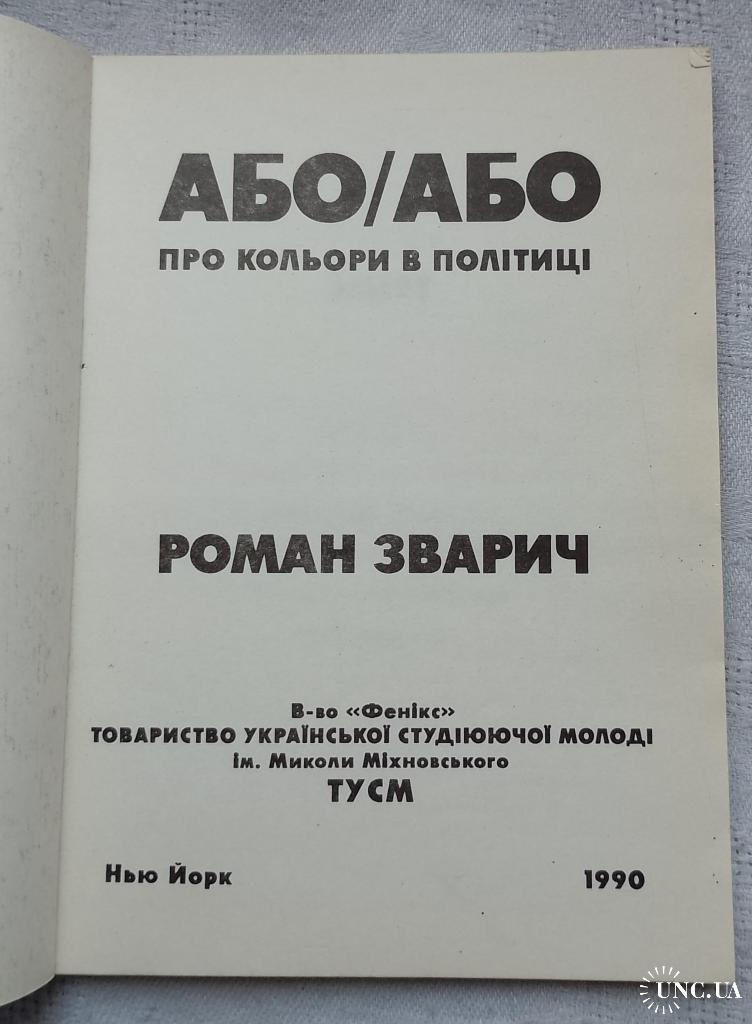 АБО/АБО
ПРО КОЛЬОРИ В ПОЛІТИЦІ
РОМАН ЗВАРИЧ
В-во «Фенікс»
ТОВАРИСТВО УКРАЇНСЬКОЇ СТУДІЮЮЧОЇ МОЛОДІ
ім. Миколи Міхновського
ТУСМ
Нью Йорк 1990
UNC.UA